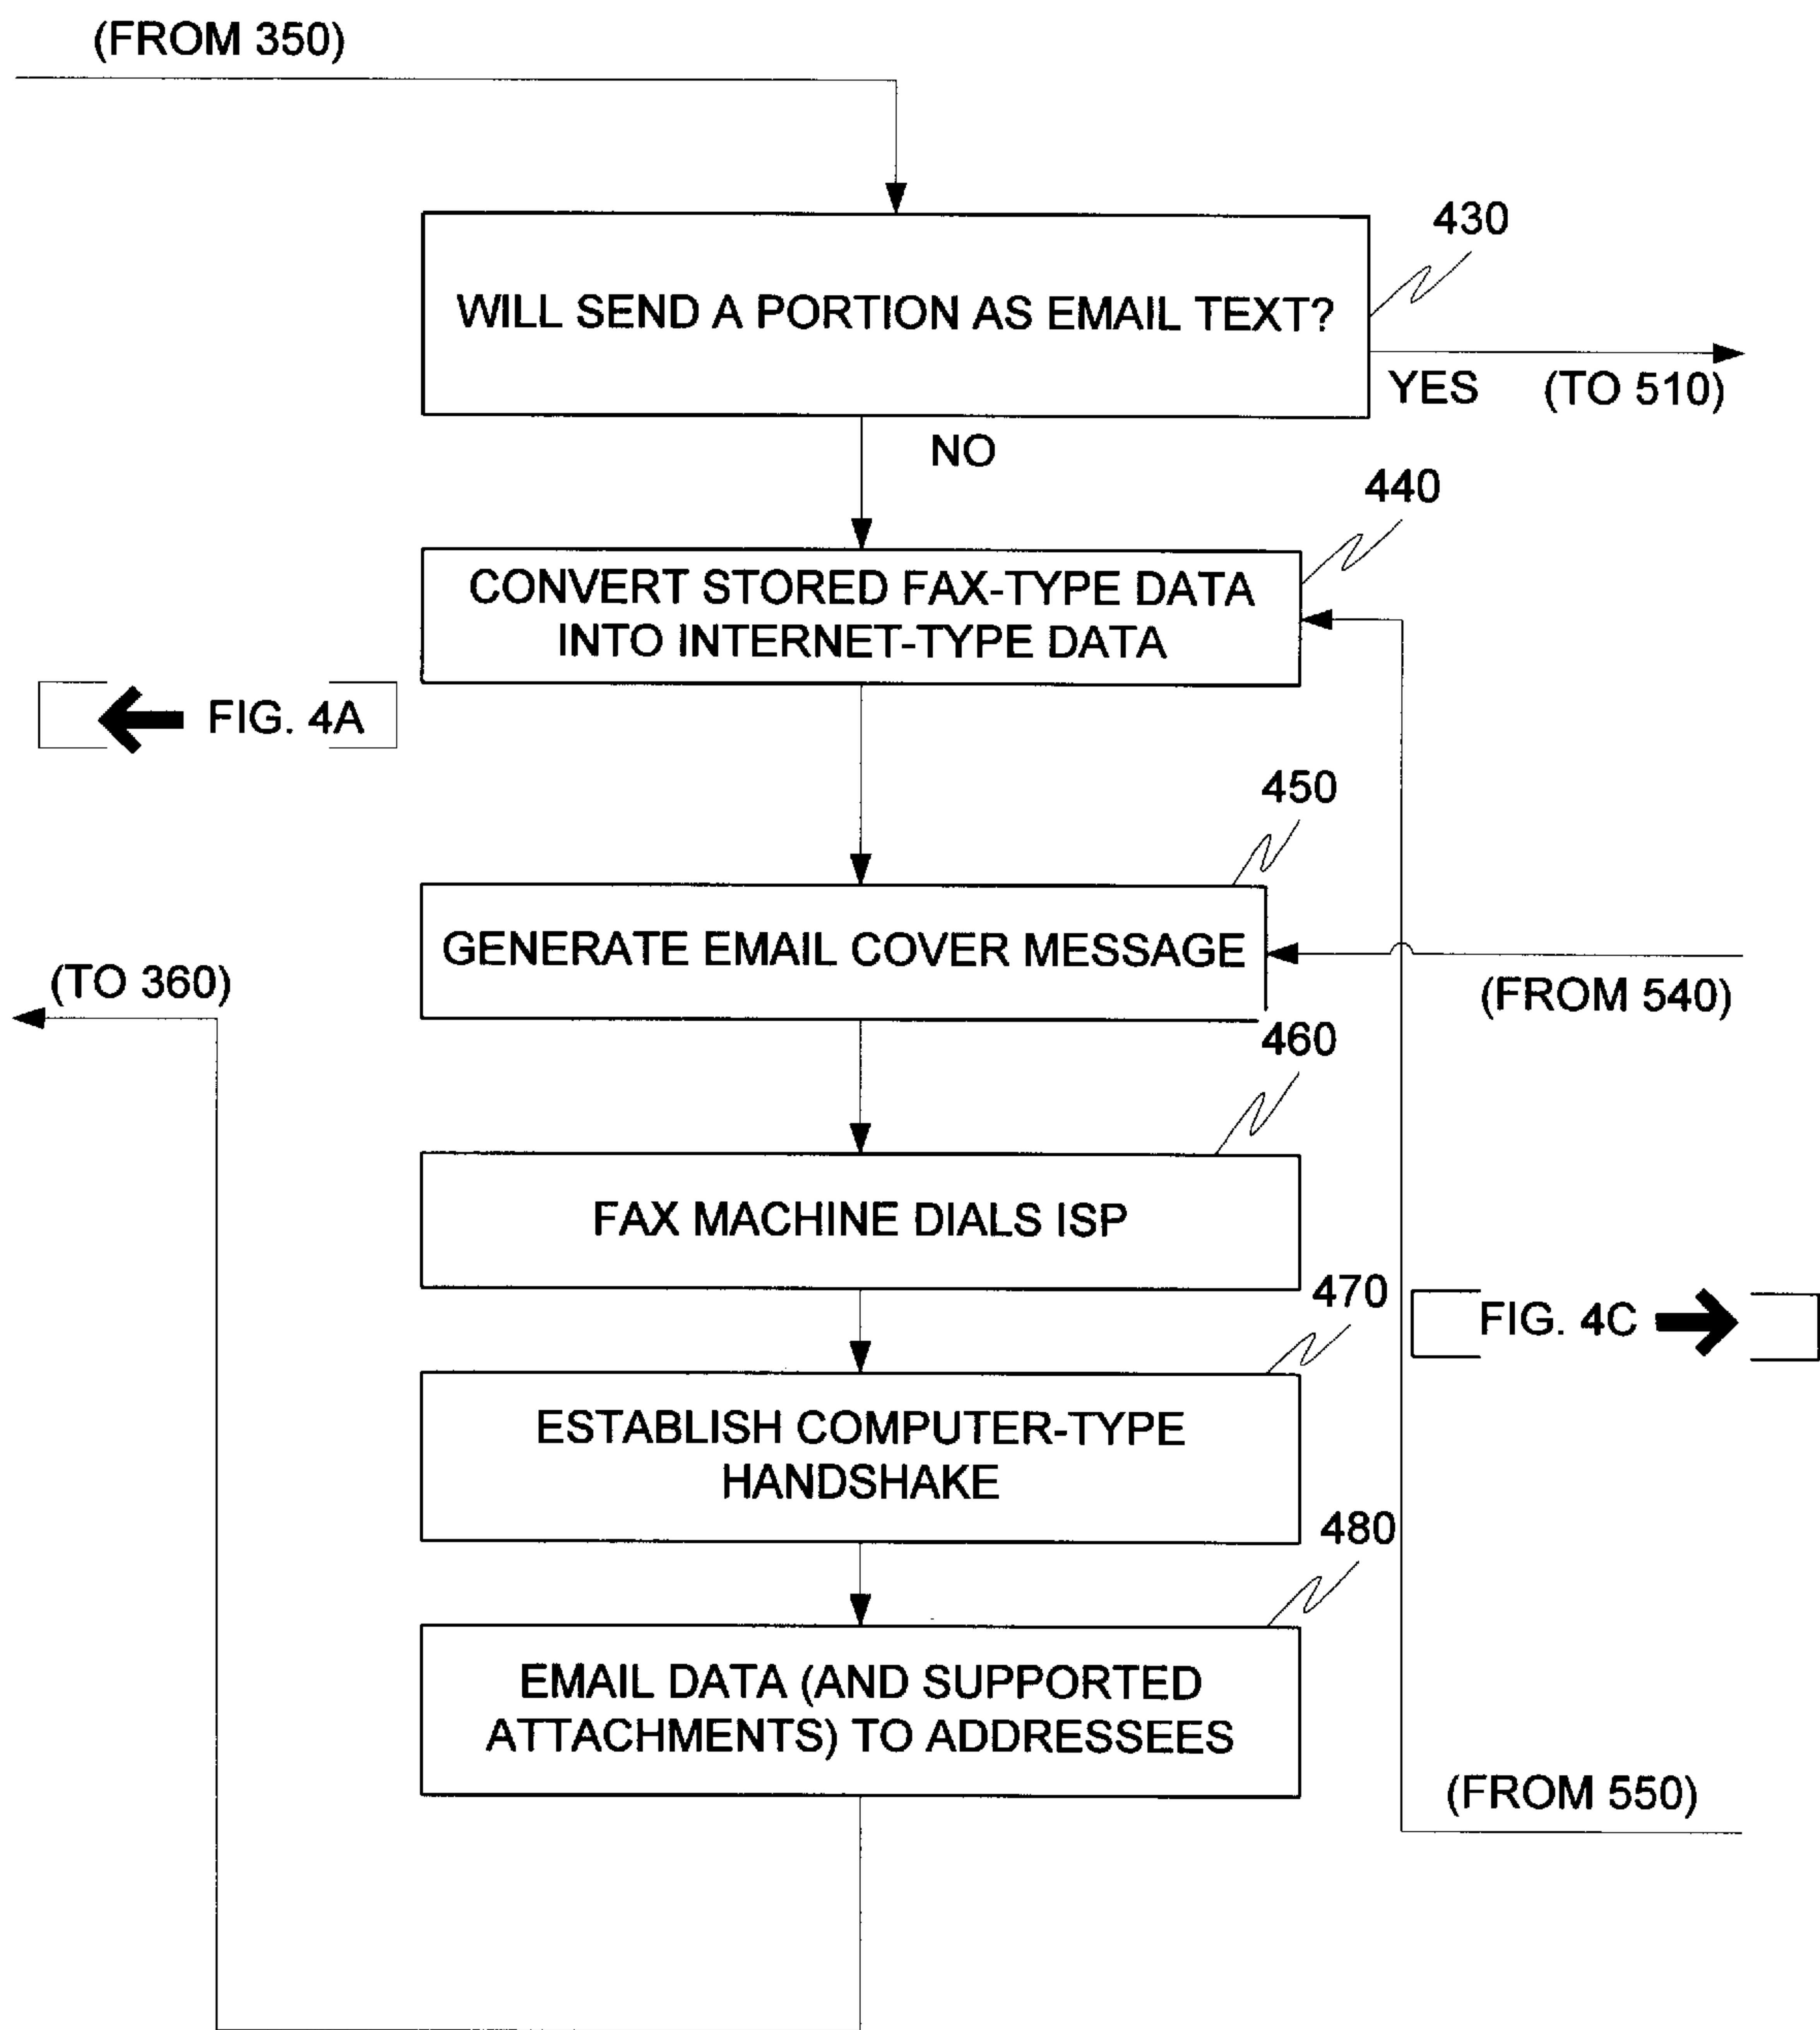 (FROM 350)
430
WILL SEND A PORTION AS EMAIL TEXT?
YES (TO 510)
NO
440
CONVERT STORED FAX-TYPE DATA
INTO INTERNET-TYPE DATA
FIG. 4A
450
GENERATE EMAIL COVER MESSAGE
(TO 360)
(FROM 540)
460
FAX MACHINE DIALS ISP
470
FIG. 4C
ESTABLISH COMPUTER-TYPE
HANDSHAKE
480
EMAIL DATA (AND SUPPORTED
ATTACHMENTS) TO ADDRESSEES
(FROM 550)